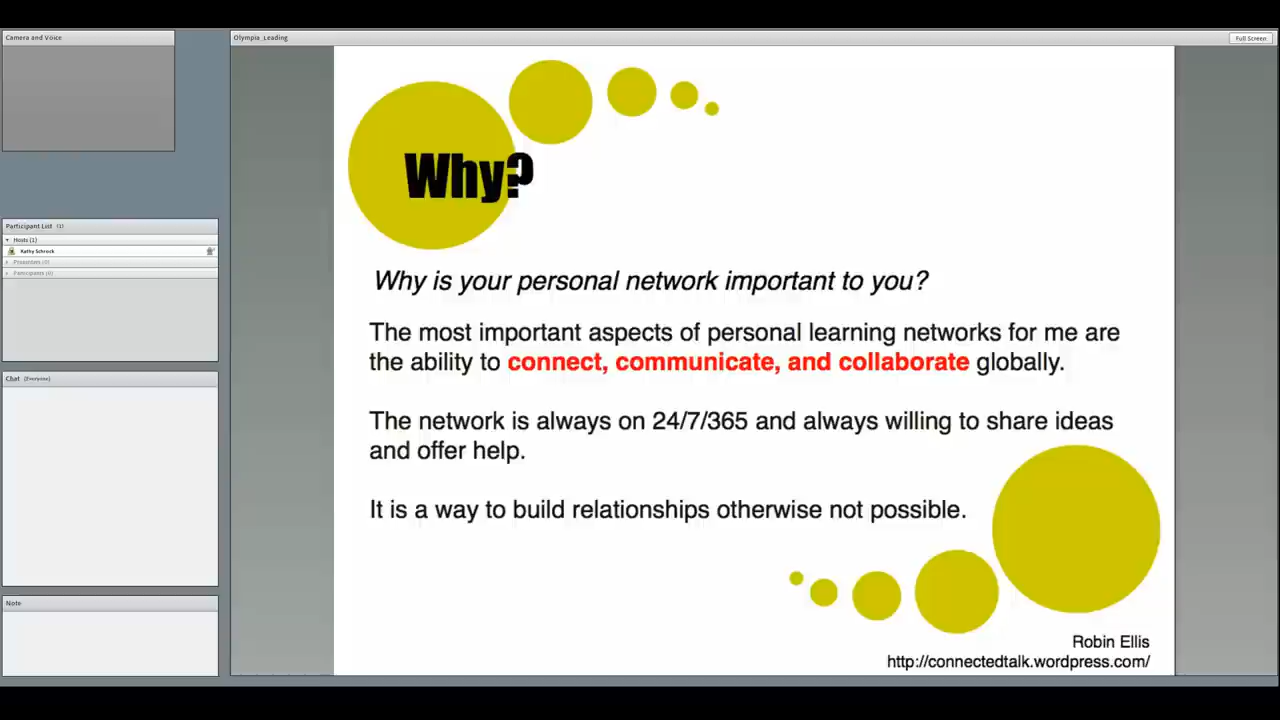 Camera and Voice
Olympia_Leading
Full Screen
Participant List (1)
Hosts (1)
Kathy Schrock
Presenters (0)
Participants (0)
Chat (Everyone)
Note
Why?
Why is your personal network important to you?
The most important aspects of personal learning networks for me are
the ability to connect, communicate, and collaborate globally.
The network is always on 24/7/365 and always willing to share ideas
and offer help.
It is a way to build relationships otherwise not possible.
Robin Ellis
http://connectedtalk.wordpress.com/